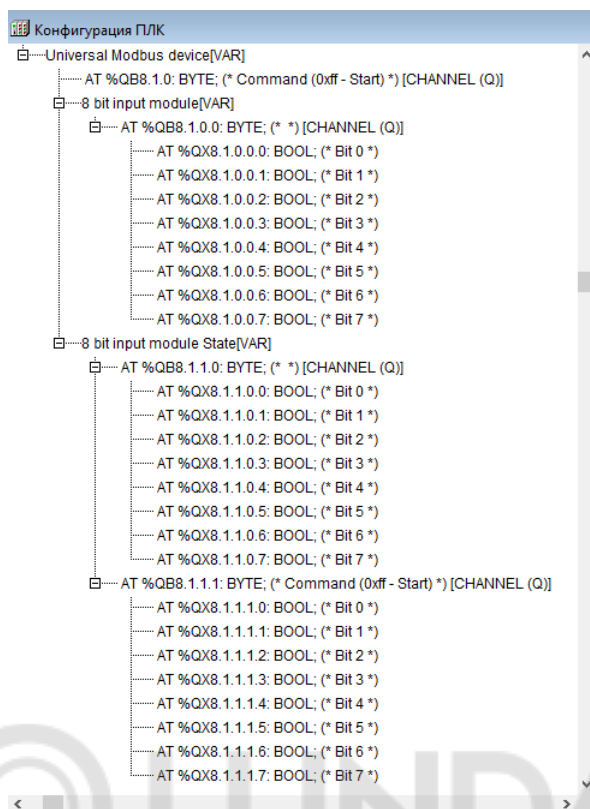 Конфигурация ПЛК
Universal Modbus device[VAR]
AT %QB8.1.0: BYTE; (* Command (0xff - Start) *) [CHANNEL (Q)]
8 bit input module[VAR]
AT %QB8.1.0.0: BYTE; (* *) [CHANNEL (Q)]
AT %QX8.1.0.0.0: BOOL; (* Bit 0 *)
AT %QX8.1.0.0.1: BOOL; (* Bit 1 *)
AT %QX8.1.0.0.2: BOOL; (* Bit 2 *)
AT %QX8.1.0.0.3: BOOL; (* Bit 3 *)
AT %QX8.1.0.0.4: BOOL; (* Bit 4 *)
AT %QX8.1.0.0.5: BOOL; (* Bit 5 *)
AT %QX8.1.0.0.6: BOOL; (* Bit 6 *)
AT %QX8.1.0.0.7: BOOL; (* Bit 7 *)
8 bit input module State[VAR]
AT %QB8.1.1.0: BYTE; (* *) [CHANNEL (Q)]
AT %QX8.1.1.0.0: BOOL; (* Bit 0 *)
AT %QX8.1.1.0.1: BOOL; (* Bit 1 *)
AT %QX8.1.1.0.2: BOOL; (* Bit 2 *)
AT %QX8.1.1.0.3: BOOL; (* Bit 3 *)
AT %QX8.1.1.0.4: BOOL; (* Bit 4 *)
AT %QX8.1.1.0.5: BOOL; (* Bit 5 *)
AT %QX8.1.1.0.6: BOOL; (* Bit 6 *)
AT %QX8.1.1.0.7: BOOL; (* Bit 7 *)
AT %QB8.1.1.1: BYTE; (* Command (0xff - Start) *) [CHANNEL (Q)]
AT %QX8.1.1.1.0: BOOL; (* Bit 0 *)
AT %QX8.1.1.1.1: BOOL; (* Bit 1 *)
AT %QX8.1.1.1.2: BOOL; (* Bit 2 *)
AT %QX8.1.1.1.3: BOOL; (* Bit 3 *)
AT %QX8.1.1.1.4: BOOL; (* Bit 4 *)
AT %QX8.1.1.1.5: BOOL; (* Bit 5 *)
AT %QX8.1.1.1.6: BOOL; (* Bit 6 *)
AT %QX8.1.1.1.7: BOOL; (* Bit 7 *)